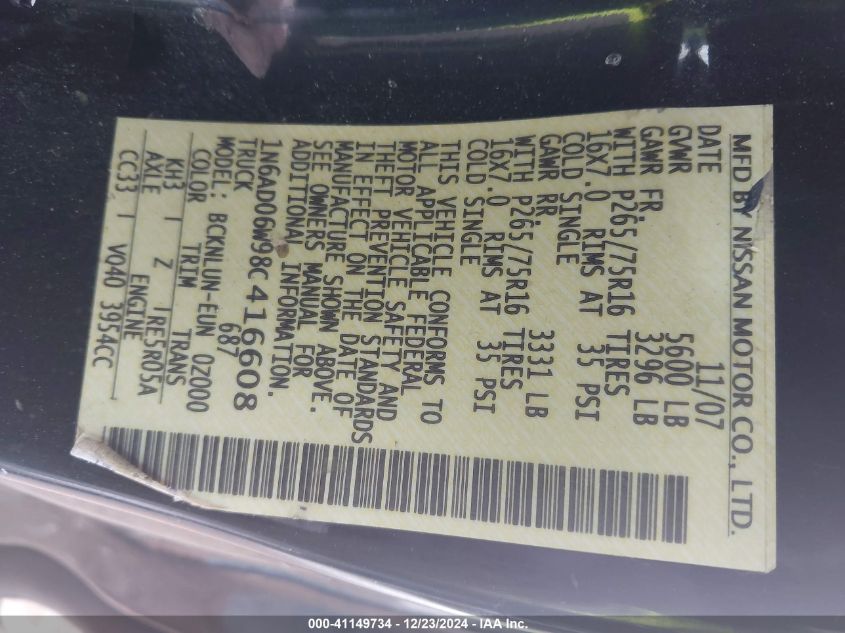 MFD BY NISSAN MOTOR CO., LTD.
DATE 11/07
GVWR 5600 LB
GAWR FR. 3296 LB
WITH P265/75R16 TIRES
16X7.0 RIMS AT 35 PSI
COLD SINGLE
GAWR RR. 3331 LB
WITH P265/75R16 TIRES
16X7.0 RIMS AT 35 PSI
COLD SINGLE
THIS VEHICLE CONFORMS TO
ALL APPLICABLE FEDERAL
MOTOR VEHICLE SAFETY AND
THEFT PREVENTION STANDARDS
IN EFFECT ON THE DATE OF
MANUFACTURE SHOWN ABOVE.
SEE OWNERS MANUAL FOR
ADDITIONAL INFORMATION.
1N6AD06W98C416608
TRUCK 687
MODEL: BCKNLUN-EUN OZ000
COLOR TRIM TRANS
KH3 I Z RE5R05A
AXLE ENGINE
CC33 I VQ40 3954CC
000-41149734 - 12/23/2024 - IAA Inc.